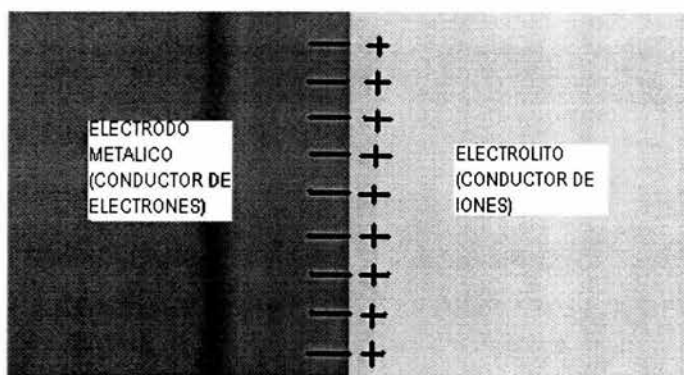 ELECTRODO
METALICO
(CONDUCTOR DE
ELECTRONES)
ELECTROLITO
(CONDUCTOR DE
IONES)
— +
— +
— +
— +
— +
— +
— +
— +
— +